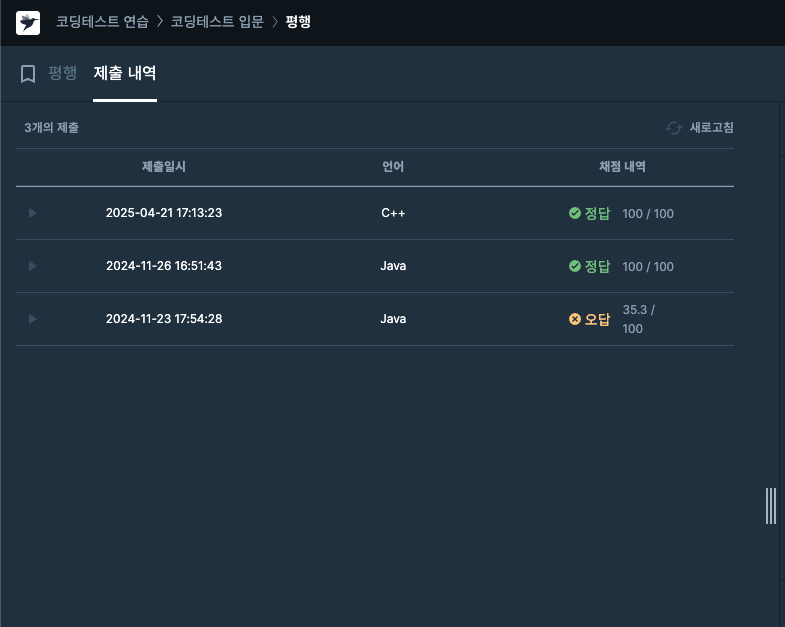 코딩테스트 연습 > 코딩테스트 입문 > 평행
평행 제출 내역
3개의 제출 새로고침
제출일시 언어 채점 내역
2025-04-21 17:13:23 C++ 정답 100 / 100
2024-11-26 16:51:43 Java 정답 100 / 100
2024-11-23 17:54:28 Java 오답 35.3 /
100